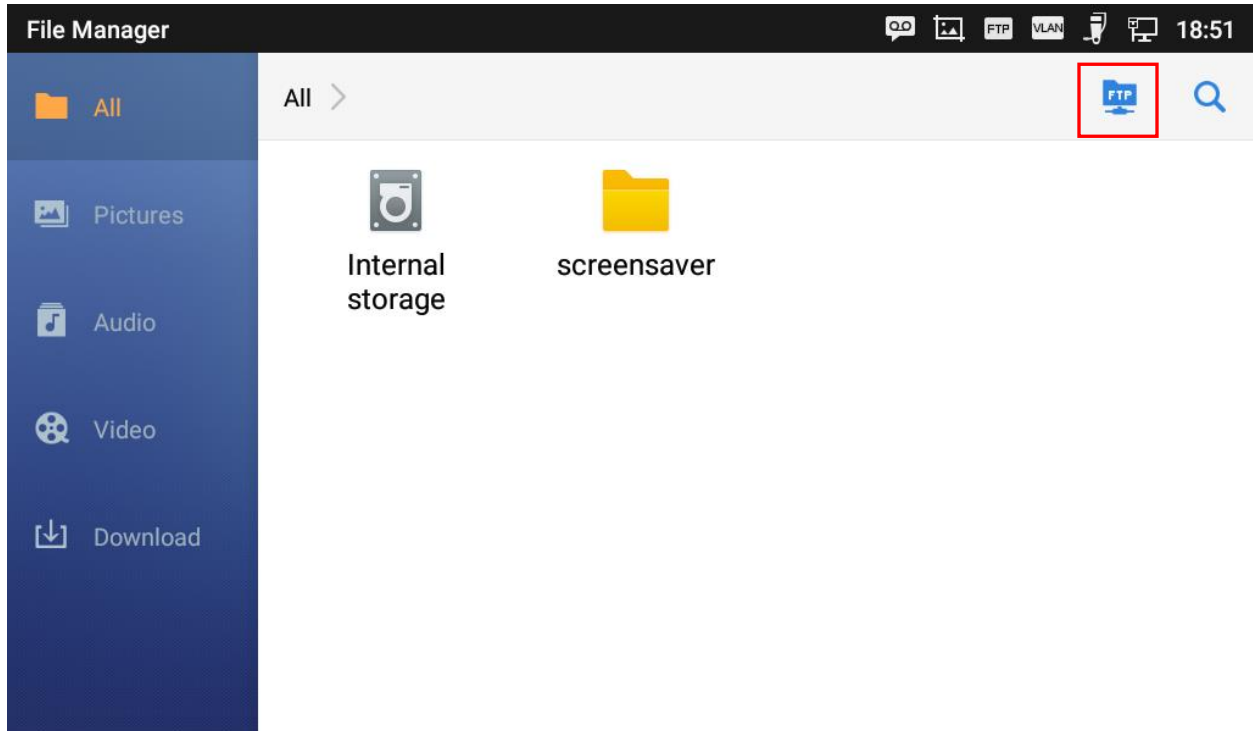 File Manager
FTP VLAN 18:51
All
All
FTP
Pictures
Audio
Video
Download
Internal
storage
screensaver